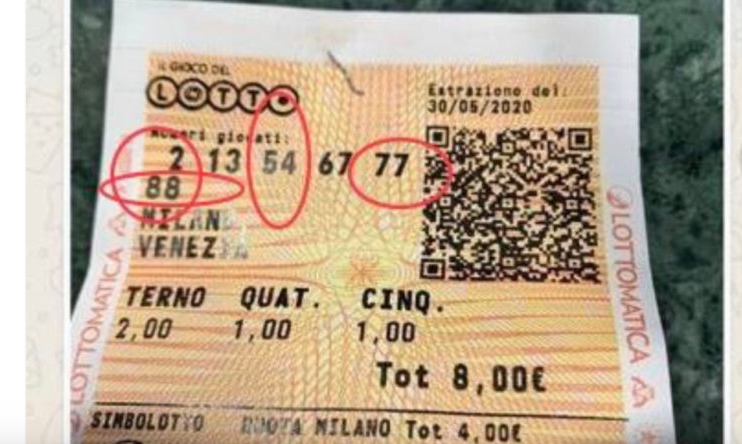 IL GIOCO DEL
LOTTO
Numeri giocati:
2 13 54 67 77
88
MILANO
VENEZIA
Estrazione del:
30/05/2020
TERNO QUAT. CINQ.
2,00 1,00 1,00
Tot 8,00€
SIMBOLOTTO RUOTA MILANO Tot 4,00€
LOTTOMATICA
LOTTOMATICA